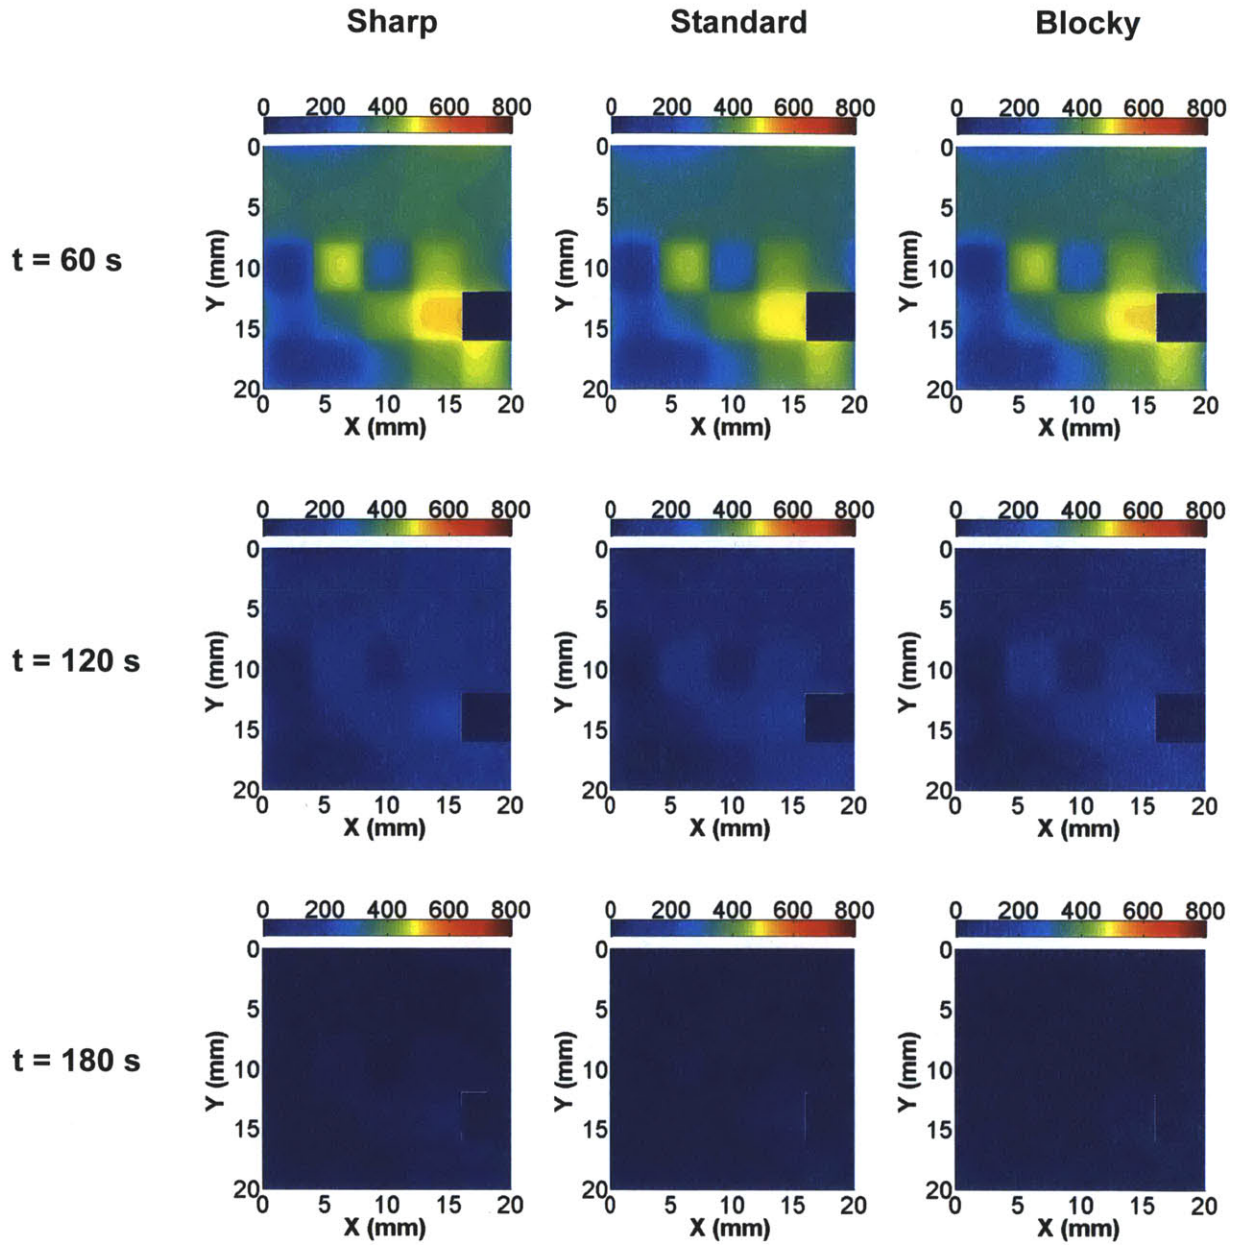 Sharp Standard Blocky
0 200 400 600 800 0 200 400 600 800 0 200 400 600 800
t = 60 s
Y (mm) 0 5 10 15 20 Y (mm) 0 5 10 15 20 Y (mm) 0 5 10 15 20
0 5 10 15 20 0 5 10 15 20 0 5 10 15 20
X (mm) X (mm) X (mm)
0 200 400 600 800 0 200 400 600 800 0 200 400 600 800
t = 120 s
Y (mm) 0 5 10 15 20 Y (mm) 0 5 10 15 20 Y (mm) 0 5 10 15 20
0 5 10 15 20 0 5 10 15 20 0 5 10 15 20
X (mm) X (mm) X (mm)
0 200 400 600 800 0 200 400 600 800 0 200 400 600 800
t = 180 s
Y (mm) 0 5 10 15 20 Y (mm) 0 5 10 15 20 Y (mm) 0 5 10 15 20
0 5 10 15 20 0 5 10 15 20 0 5 10 15 20
X (mm) X (mm) X (mm)